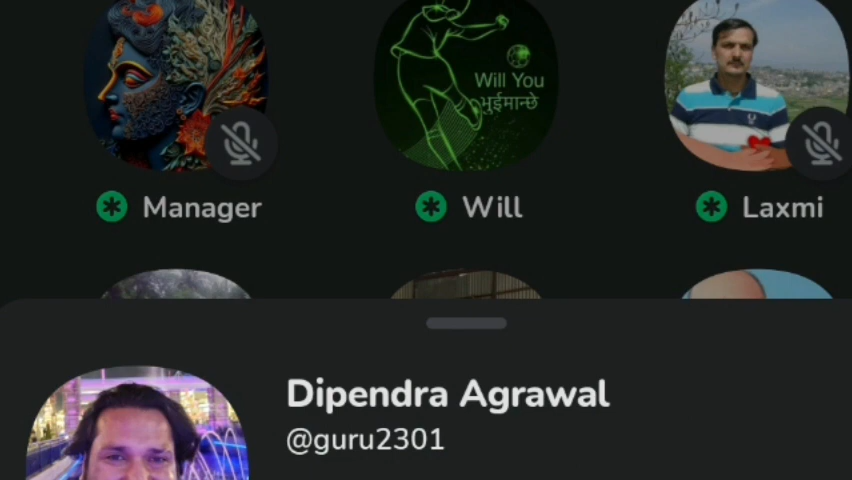 Will You
भुईमान्छे
Manager
Will
Laxmi
Dipendra Agrawal
@guru2301